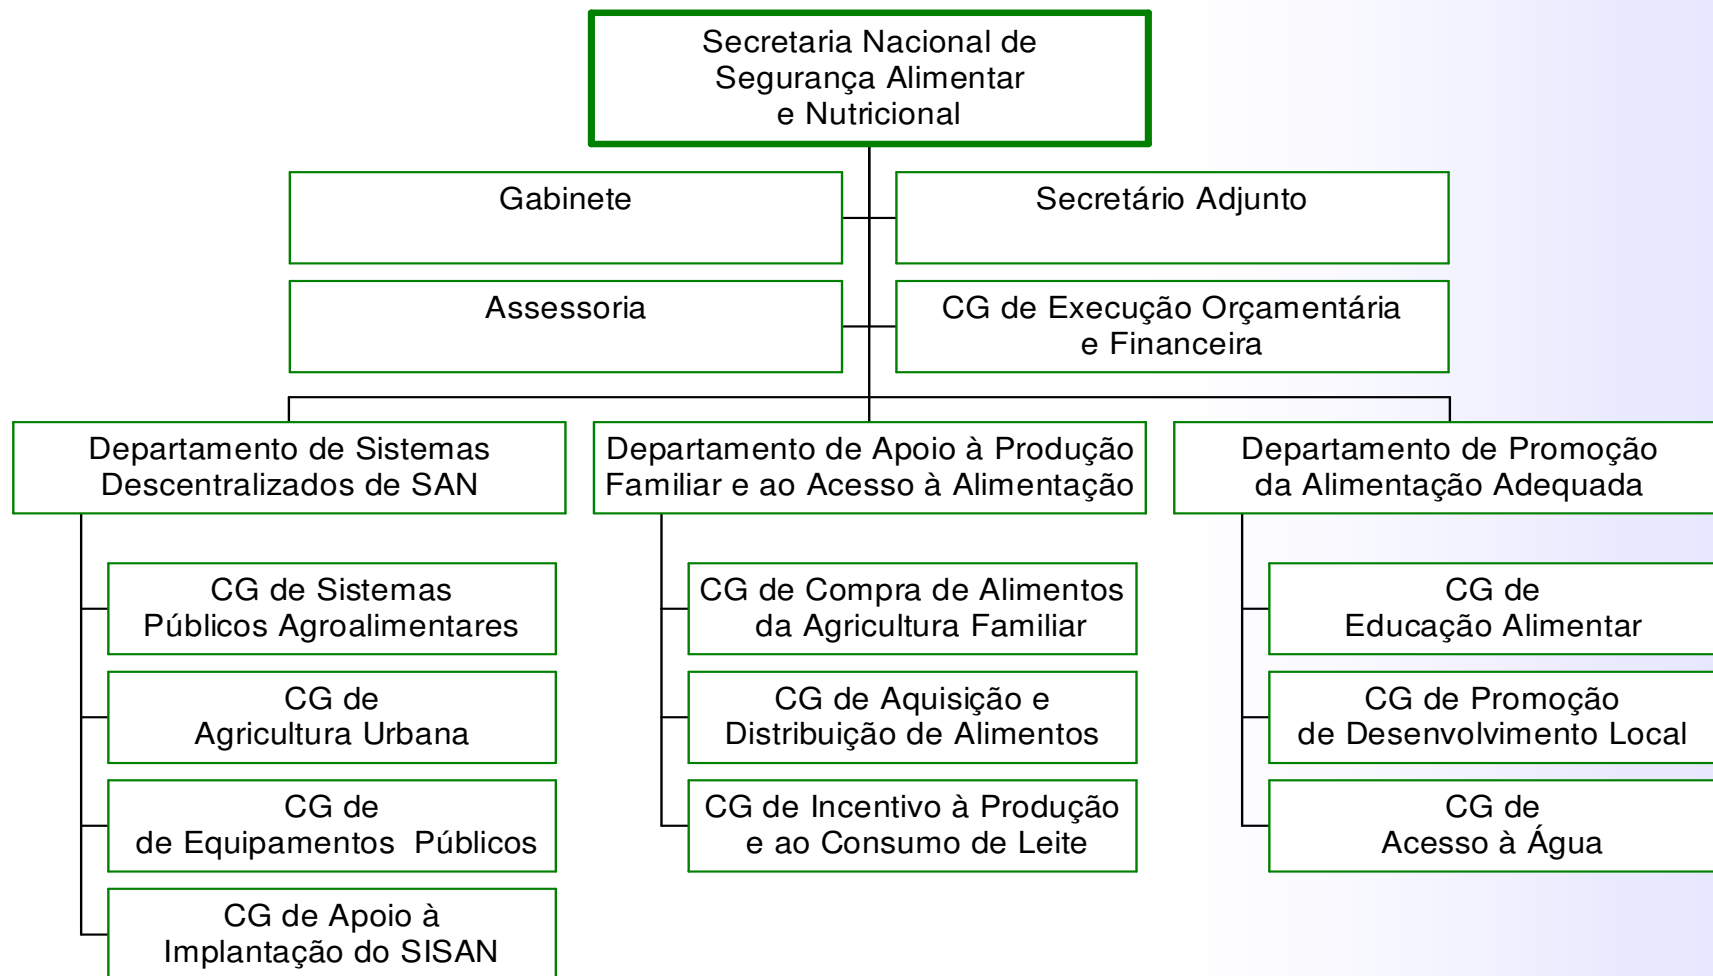 Secretaria Nacional de
Segurança Alimentar
e Nutricional
Gabinete
Secretário Adjunto
Assessoria
CG de Execução Orçamentária
e Financeira
Departamento de Sistemas
Descentralizados de SAN
Departamento de Apoio à Produção
Familiar e ao Acesso à Alimentação
Departamento de Promoção
da Alimentação Adequada
CG de Sistemas
Públicos Agroalimentares
CG de
Agricultura Urbana
CG de
de Equipamentos  Públicos
CG de Apoio à
Implantação do SISAN
CG de Compra de Alimentos
da Agricultura Familiar
CG de Aquisição e
Distribuição de Alimentos
CG de Incentivo à Produção
e ao Consumo de Leite
CG de
Educação Alimentar
CG de Promoção
de Desenvolvimento Local
CG de
Acesso à Água